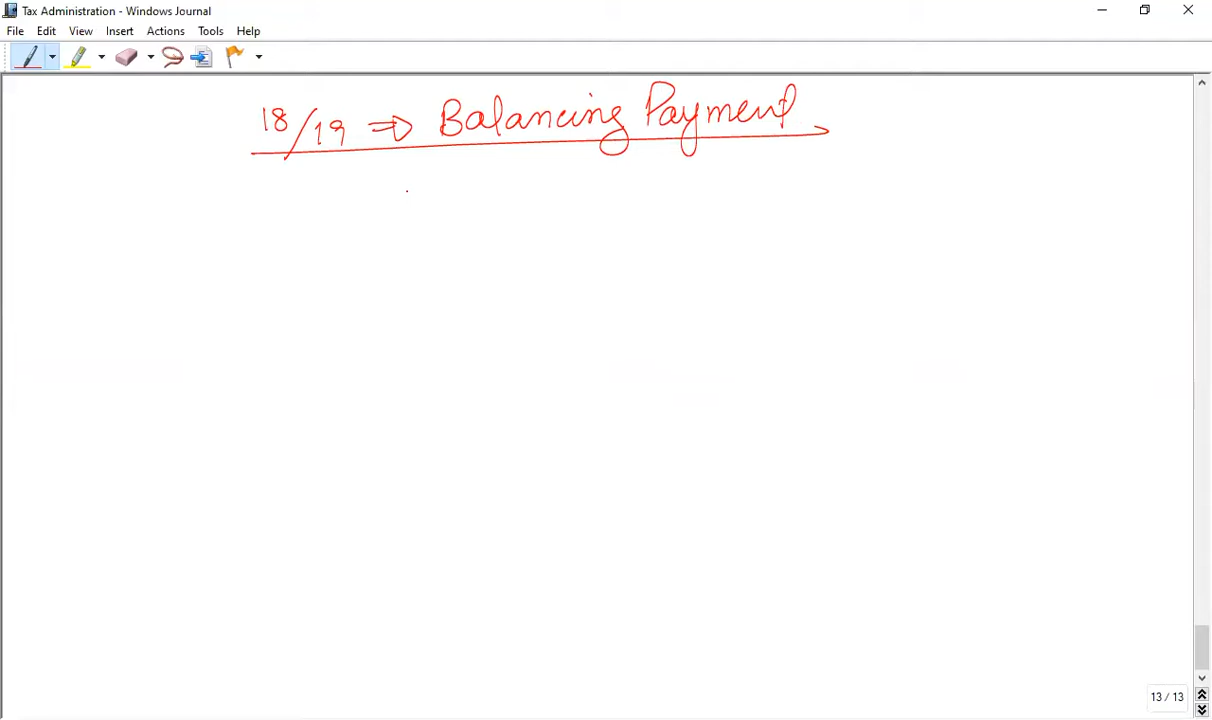 Tax Administration - Windows Journal
File Edit View Insert Actions Tools Help
18/19 ⇒ Balancing Payment
13 / 13